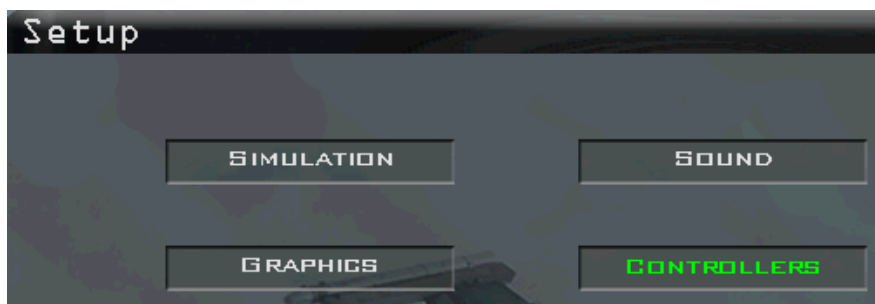 Setup
SIMULATION
SOUND
GRAPHICS
CONTROLLERS